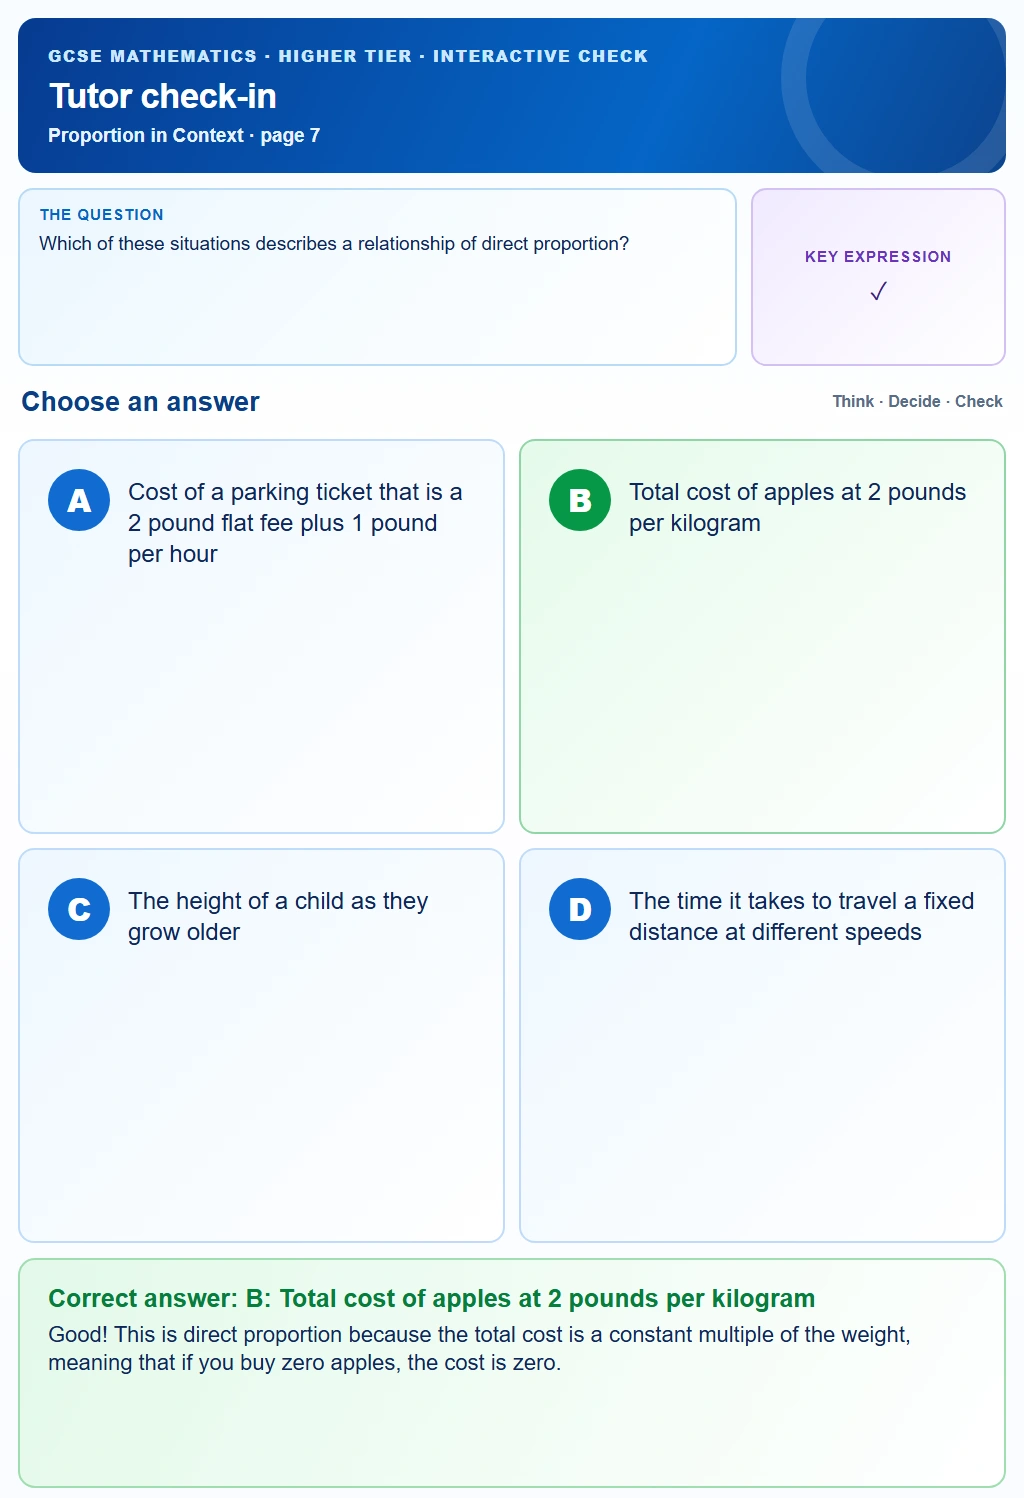 GCSE MATHEMATICS · HIGHER TIER · INTERACTIVE CHECK
Tutor check-in
Proportion in Context · page 7
THE QUESTION
Which of these situations describes a relationship of direct proportion?
KEY EXPRESSION
✓
Choose an answer
Think · Decide · Check
A
Cost of a parking ticket that is a
2 pound flat fee plus 1 pound
per hour
B
Total cost of apples at 2 pounds
per kilogram
C
The height of a child as they
grow older
D
The time it takes to travel a fixed
distance at different speeds
Correct answer: B: Total cost of apples at 2 pounds per kilogram
Good! This is direct proportion because the total cost is a constant multiple of the weight,
meaning that if you buy zero apples, the cost is zero.